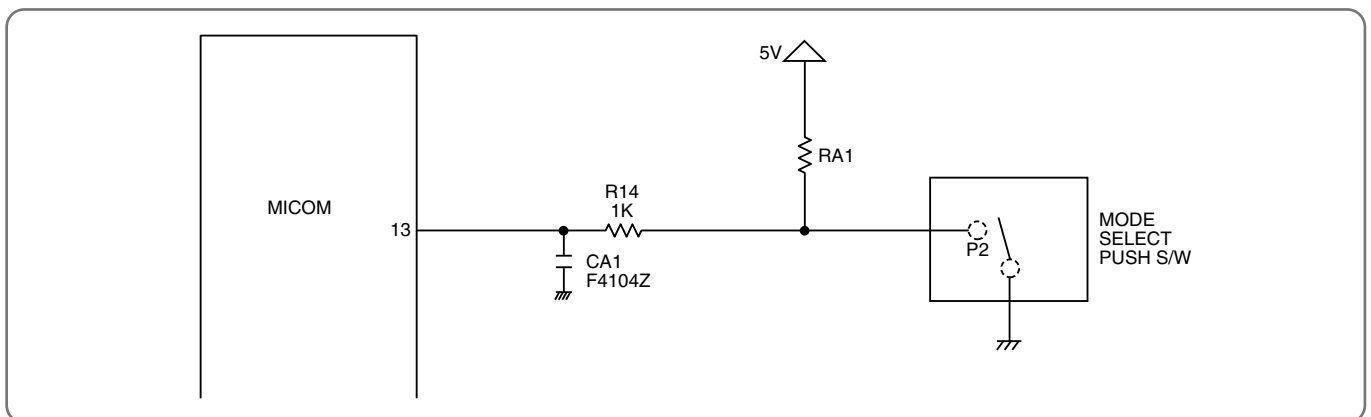 5V
RA1
R14
1K
MICOM
13
CA1
F4104Z
P2
MODE
SELECT
PUSH S/W